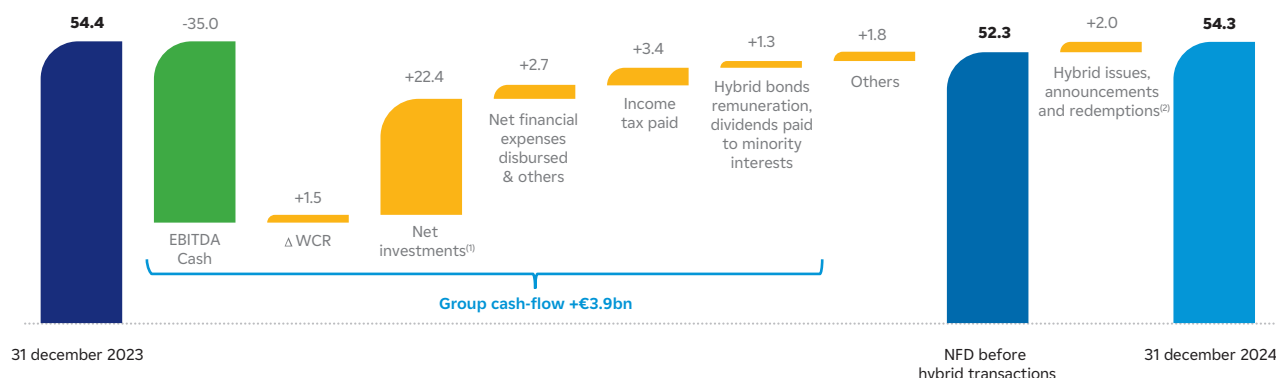 54.4
-35.0
EBITDA
Cash
+1.5
Δ WCR
+22.4
Net
investments(1)
+2.7
Net financial
expenses
disbursed
& others
+3.4
Income
tax paid
+1.3
Hybrid bonds
remuneration,
dividends paid
to minority
interests
+1.8
Others
52.3
+2.0
Hybrid issues,
announcements
and redemptions(2)
54.3
Group cash-flow +€3.9bn
31 december 2023
NFD before
hybrid transactions
31 december 2024